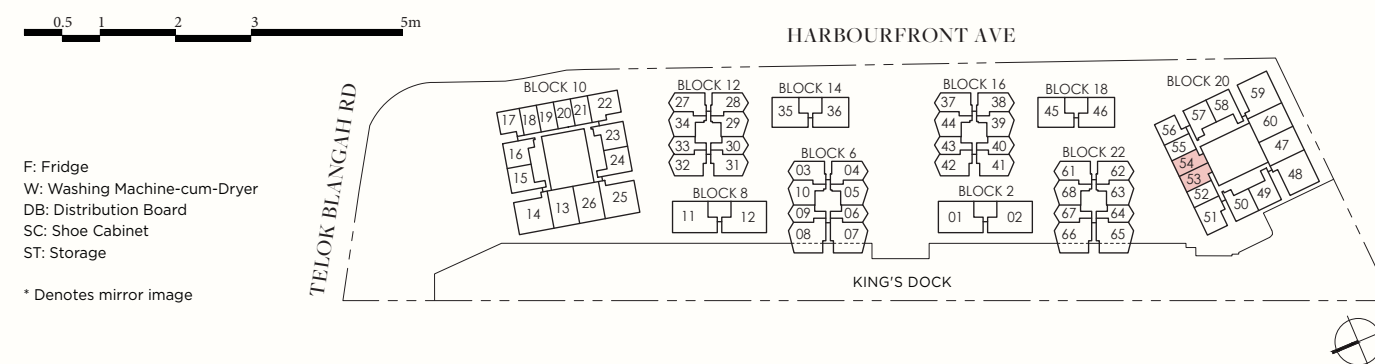 0.5 1 2 3 5m
HARBOURFRONT AVE
TELOK BLANGAH RD
F: Fridge
W: Washing Machine-cum-Dryer
DB: Distribution Board
SC: Shoe Cabinet
ST: Storage
* Denotes mirror image
BLOCK 10
17 18 19 20 21 22
16 23
15 24
14 13 26 25
BLOCK 12
27 28
34 29
33 30
32 31
BLOCK 14
35 36
BLOCK 6
03 04
10 05
09 06
08 07
BLOCK 8
11 12
BLOCK 16
37 38
44 39
43 40
42 41
BLOCK 18
45 46
BLOCK 2
01 02
BLOCK 22
61 62
68 63
67 64
66 65
BLOCK 20
59
58
57
56 60
55
54 47
53
52 48
51 50 49
KING'S DOCK